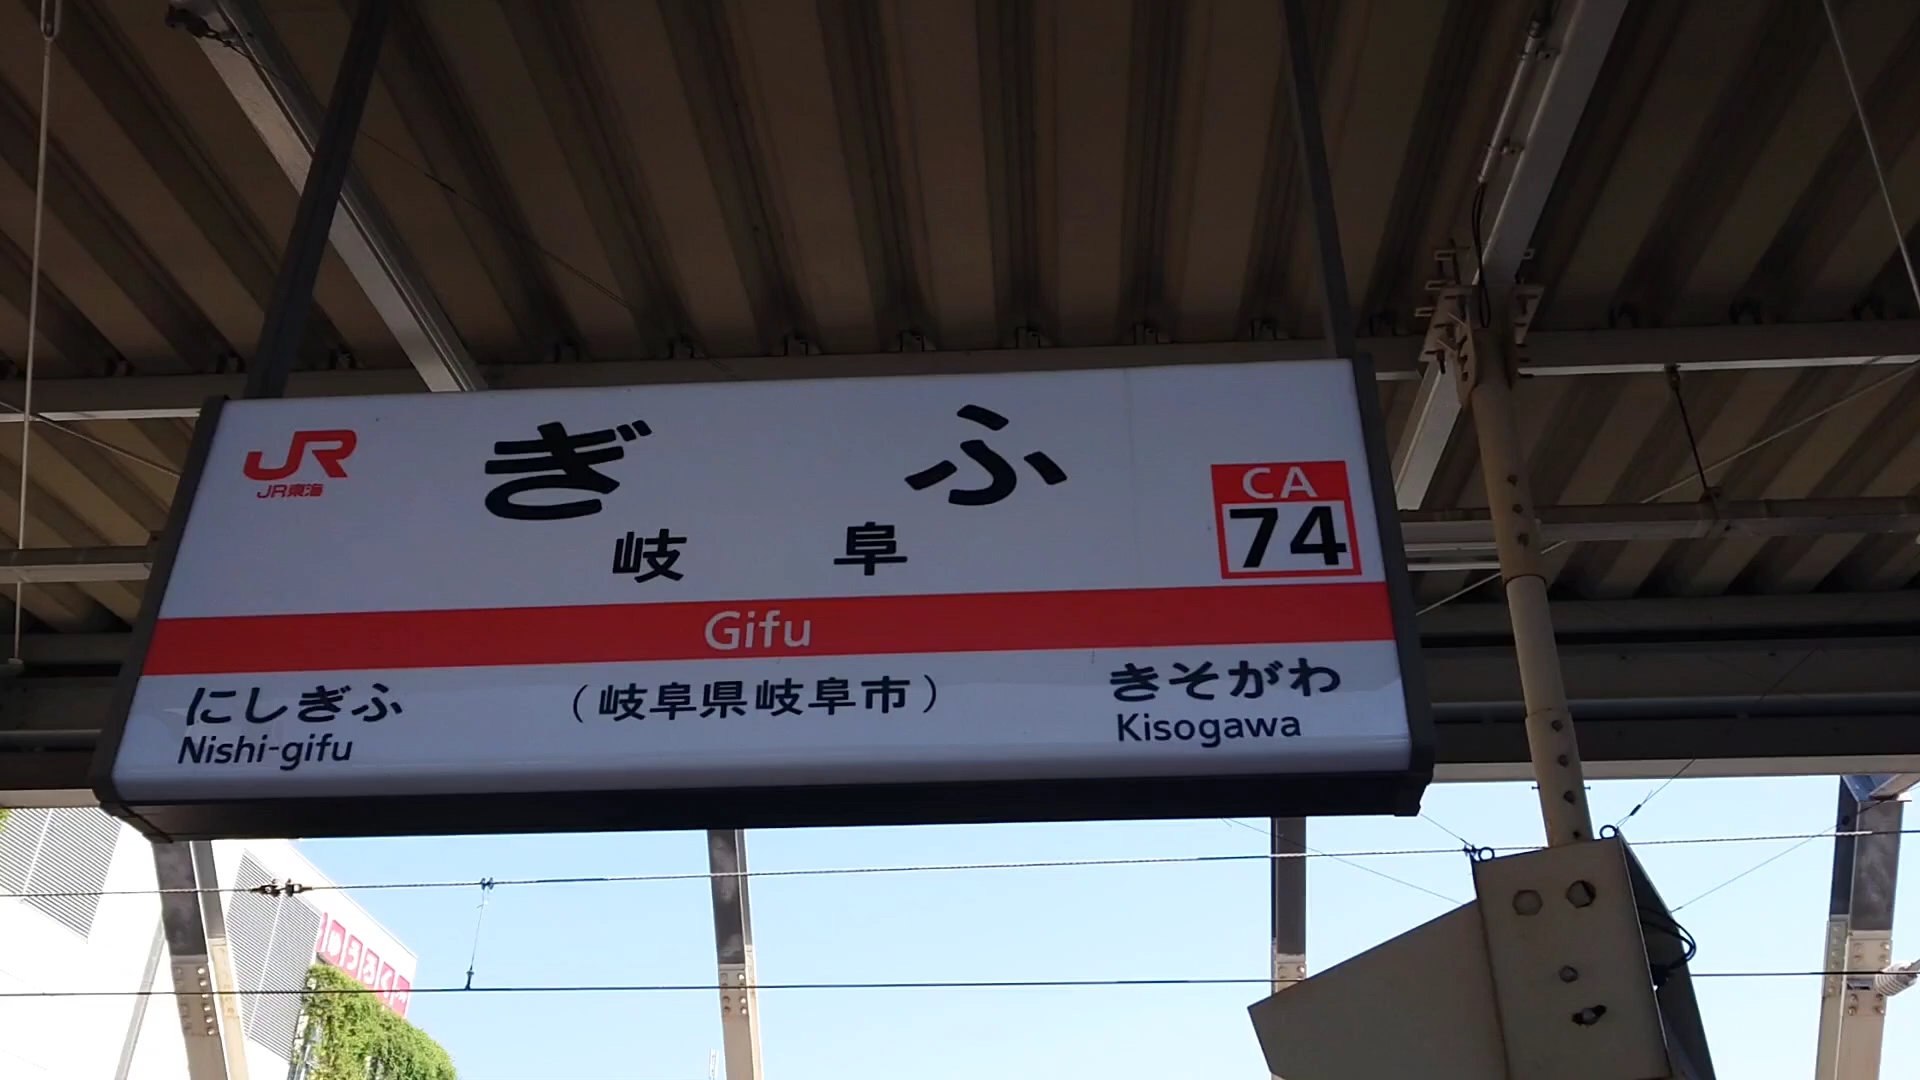 JR
JR東海
ぎふ
岐阜
CA
74
Gifu
にしぎふ
Nishi-gifu
（岐阜県岐阜市）
きそがわ
Kisogawa